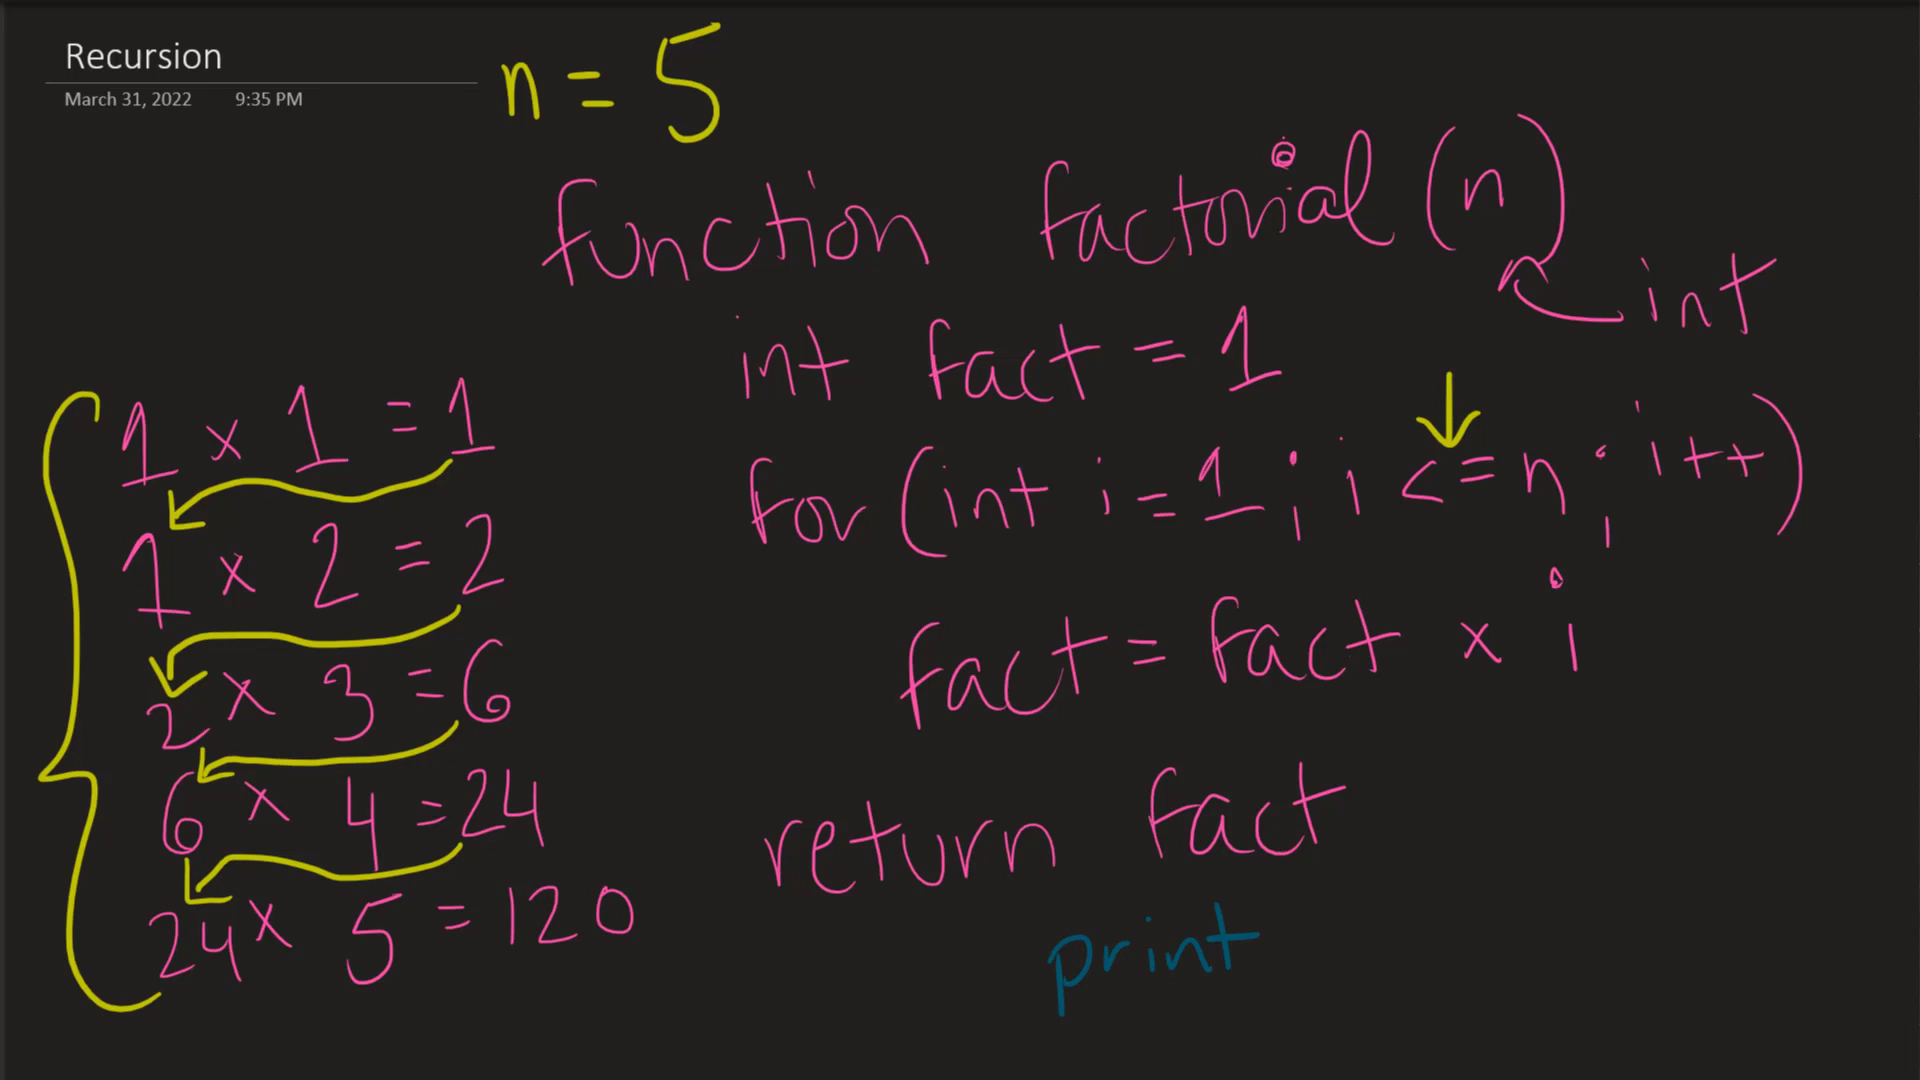 Recursion
March 31, 2022 9:35 PM
n = 5
function factorial (n)
int
int fact = 1
for (int i = 1; i <= n; i++)
fact = fact x i
return fact
print
1 x 1 = 1
1 x 2 = 2
2 x 3 = 6
6 x 4 = 24
24 x 5 = 120